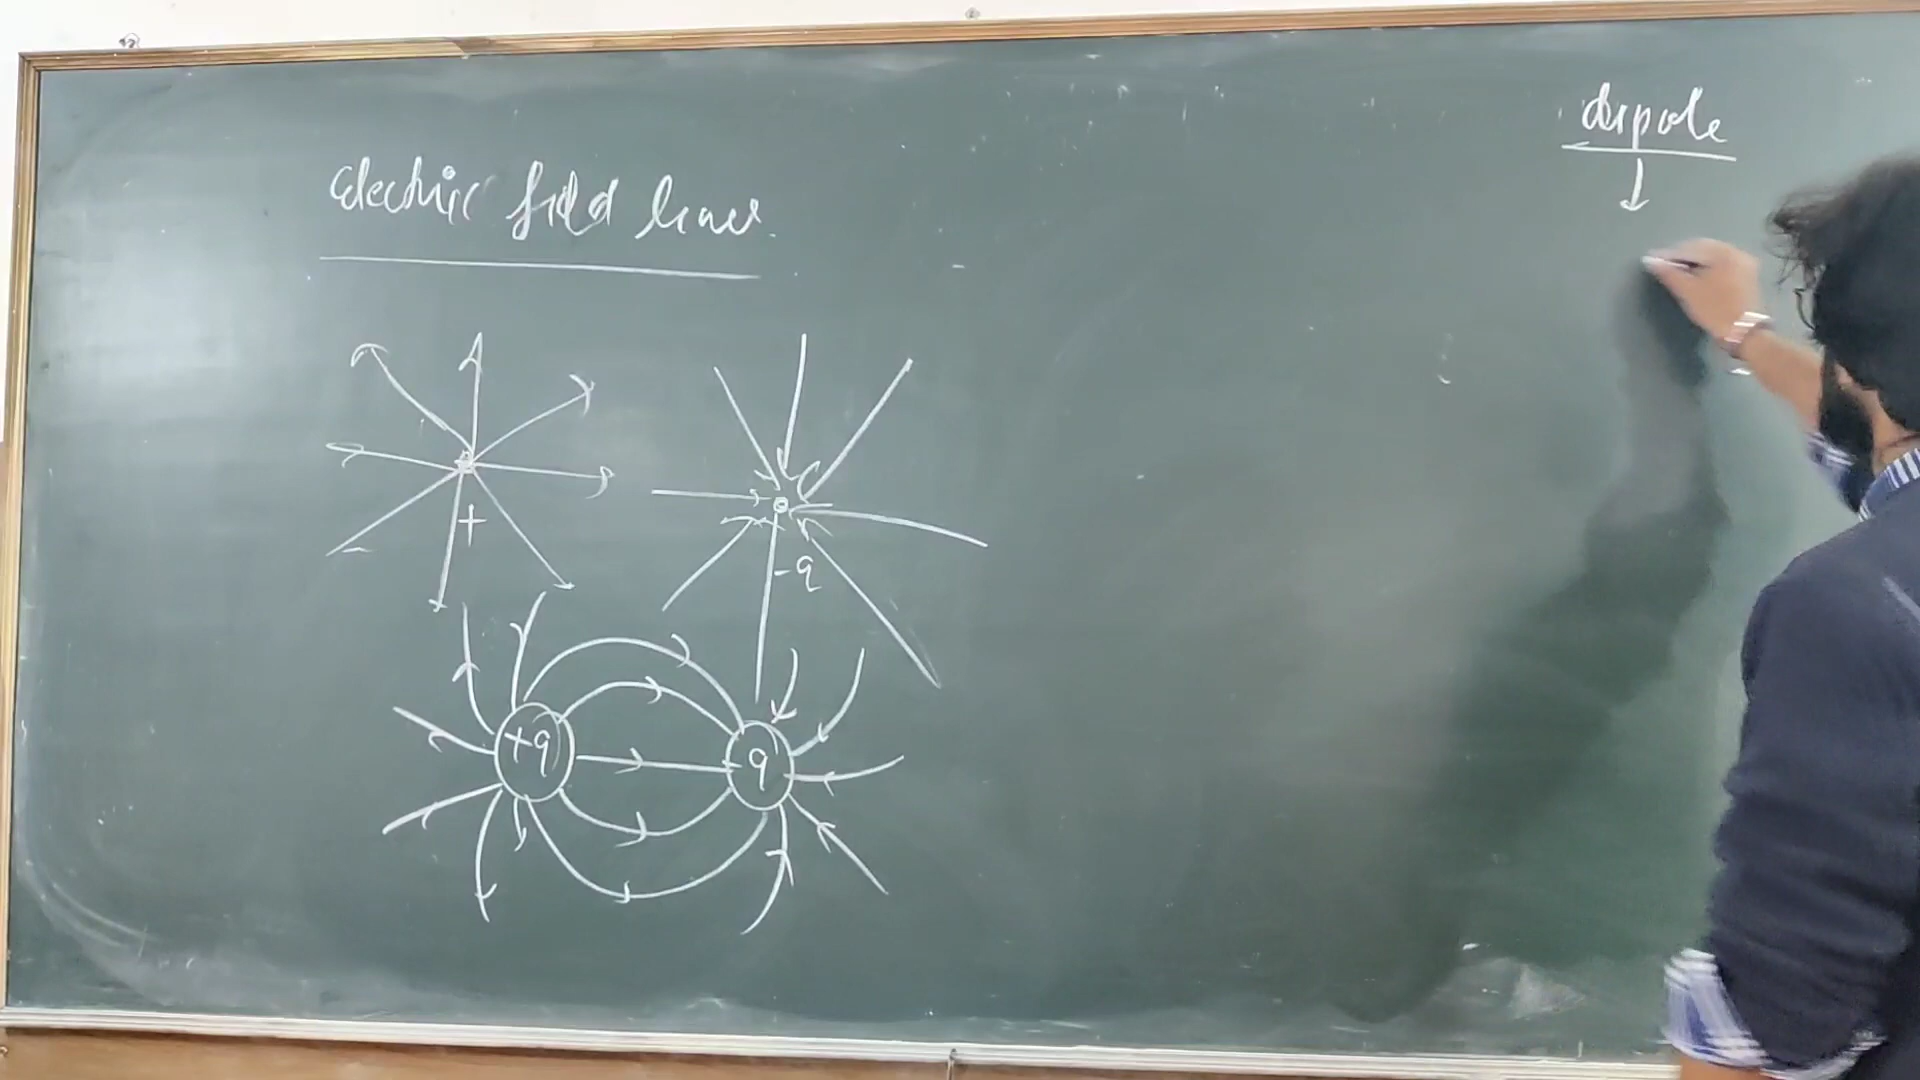 dipole
Electric field lines.
+
-q
+q
q